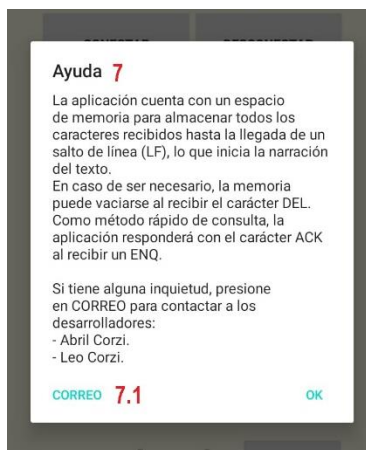 Ayuda 7
La aplicación cuenta con un espacio
de memoria para almacenar todos los
caracteres recibidos hasta la llegada de un
salto de línea (LF), lo que inicia la narración
del texto.
En caso de ser necesario, la memoria
puede vaciarse al recibir el carácter DEL.
Como método rápido de consulta, la
aplicación responderá con el carácter ACK
al recibir un ENQ.
Si tiene alguna inquietud, presione
en CORREO para contactar a los
desarrolladores:
- Abril Corzi.
- Leo Corzi.
CORREO 7.1 OK